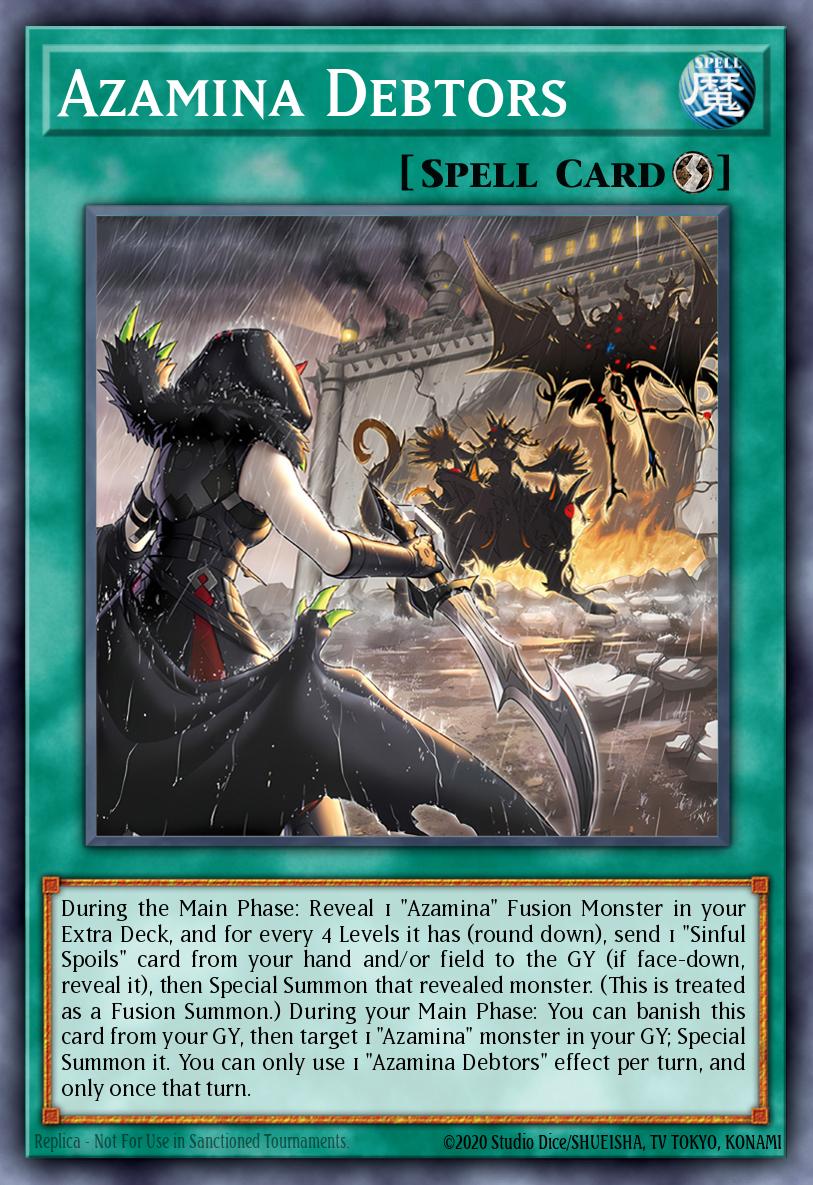 Azamina Debtors
SPELL
魔
[Spell Card]
During the Main Phase: Reveal 1 "Azamina" Fusion Monster in your
Extra Deck, and for every 4 Levels it has (round down), send 1 "Sinful
Spoils" card from your hand and/or field to the GY (if face-down,
reveal it), then Special Summon that revealed monster. (This is treated
as a Fusion Summon.) During your Main Phase: You can banish this
card from your GY, then target 1 "Azamina" monster in your GY; Special
Summon it. You can only use 1 "Azamina Debtors" effect per turn, and
only once that turn.
Replica - Not For Use in Sanctioned Tournaments.
©2020 Studio Dice/SHUEISHA, TV TOKYO, KONAMI